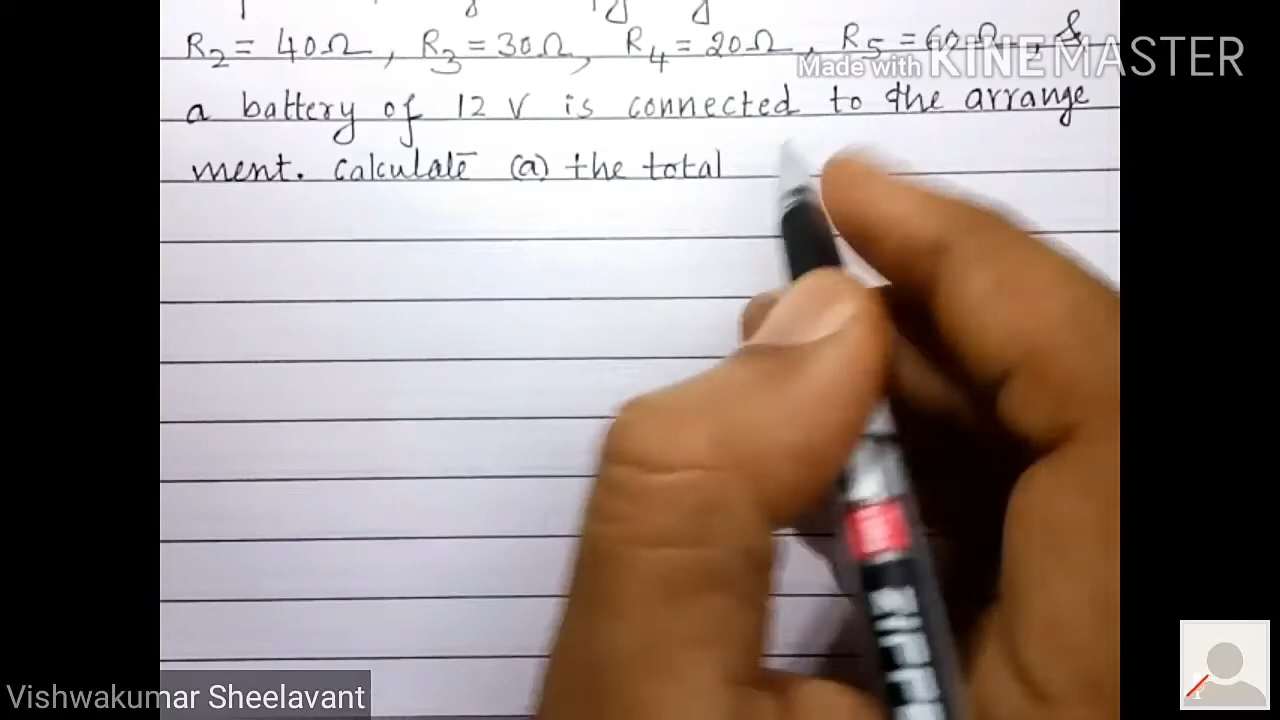 R2 = 40Ω, R3 = 30Ω, R4 = 20Ω, R5 = 60Ω, &
Made with KINEMASTER
a battery of 12 V is connected to the arrange
ment. Calculate (a) the total
Vishwakumar Sheelavant